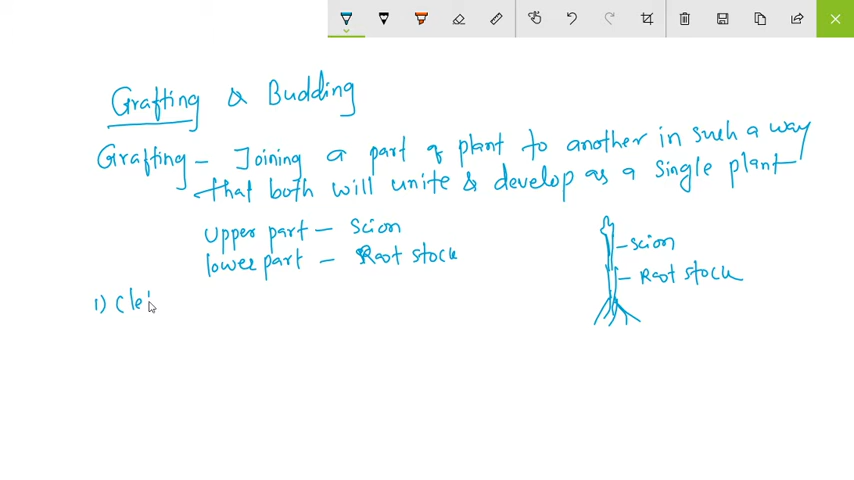 Grafting & Budding
Grafting – Joining a part of plant to another in such a way
that both will unite & develop as a single plant
Upper part – Scion
lower part – Root stock
Scion
Root stock
1) Clei